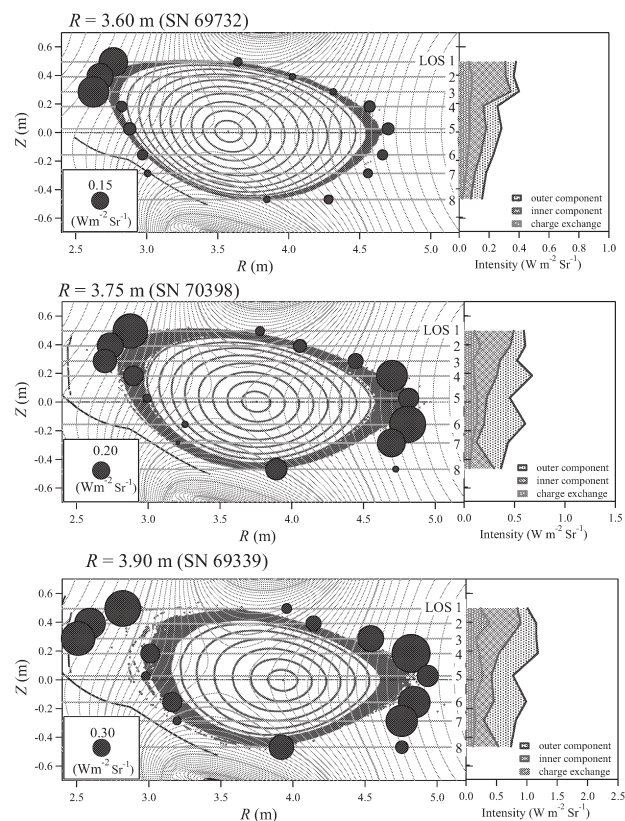 R = 3.60 m (SN 69732)
0.6
0.4
0.2
0.0
-0.2
-0.4
-0.6
Z (m)
LOS 1
2
3
4
5
6
7
8
0.15
(Wm-2 Sr-1)
outer component
inner component
charge exchange
2.5 3.0 3.5 4.0 4.5 5.0
R (m)
0.0 0.2 0.4 0.6 0.8 1.0
Intensity (W m-2 Sr-1)
R = 3.75 m (SN 70398)
0.6
0.4
0.2
0.0
-0.2
-0.4
-0.6
Z (m)
LOS 1
2
3
4
5
6
7
8
0.20
(Wm-2 Sr-1)
outer component
inner component
charge exchange
2.5 3.0 3.5 4.0 4.5 5.0
R (m)
0.0 0.5 1.0 1.5
Intensity (W m-2 Sr-1)
R = 3.90 m (SN 69339)
0.6
0.4
0.2
0.0
-0.2
-0.4
-0.6
Z (m)
LOS 1
2
3
4
5
6
7
8
0.30
(Wm-2 Sr-1)
outer component
inner component
charge exchange
2.5 3.0 3.5 4.0 4.5 5.0
R (m)
0.0 0.5 1.0 1.5 2.0 2.5
Intensity (W m-2 Sr-1)